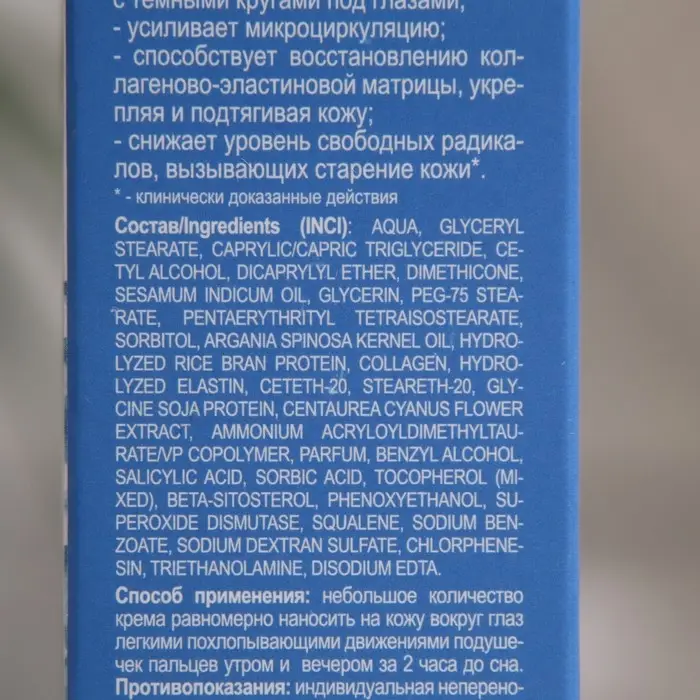 с темными кругами под глазами;
- усиливает микроциркуляцию;
- способствует восстановлению кол-
лагеново-эластиновой матрицы, укре-
пляя и подтягивая кожу;
- снижает уровень свободных радика-
лов, вызывающих старение кожи*.
* - клинически доказанные действия
Состав/Ingredients (INCI): AQUA, GLYCERYL
STEARATE, CAPRYLIC/CAPRIC TRIGLYCERIDE, CE-
TYL ALCOHOL, DICAPRYLYL ETHER, DIMETHICONE,
SESAMUM INDICUM OIL, GLYCERIN, PEG-75 STEA-
RATE, PENTAERYTHRITYL TETRAISOSTEARATE,
SORBITOL, ARGANIA SPINOSA KERNEL OIL, HYDRO-
LYZED RICE BRAN PROTEIN, COLLAGEN, HYDRO-
LYZED ELASTIN, CETETH-20, STEARETH-20, GLY-
CINE SOJA PROTEIN, CENTAUREA CYANUS FLOWER
EXTRACT, AMMONIUM ACRYLOYLDIMETHYLTAU-
RATE/VP COPOLYMER, PARFUM, BENZYL ALCOHOL,
SALICYLIC ACID, SORBIC ACID, TOCOPHEROL (MI-
XED), BETA-SITOSTEROL, PHENOXYETHANOL, SU-
PEROXIDE DISMUTASE, SQUALENE, SODIUM BEN-
ZOATE, SODIUM DEXTRAN SULFATE, CHLORPHENE-
SIN, TRIETHANOLAMINE, DISODIUM EDTA.
Способ применения: небольшое количество
крема равномерно наносить на кожу вокруг глаз
легкими похлопывающими движениями подуше-
чек пальцев утром и вечером за 2 часа до сна.
Противопоказания: индивидуальная неперено-